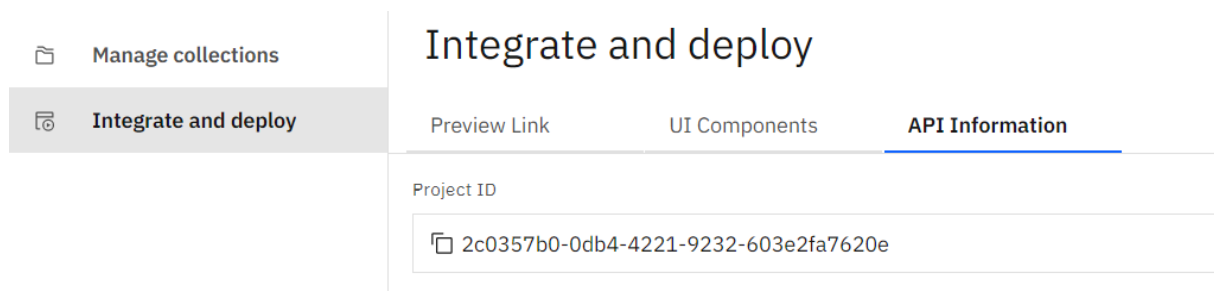 Manage collections
Integrate and deploy
Integrate and deploy
Preview Link
UI Components
API Information
Project ID
2c0357b0-0db4-4221-9232-603e2fa7620e